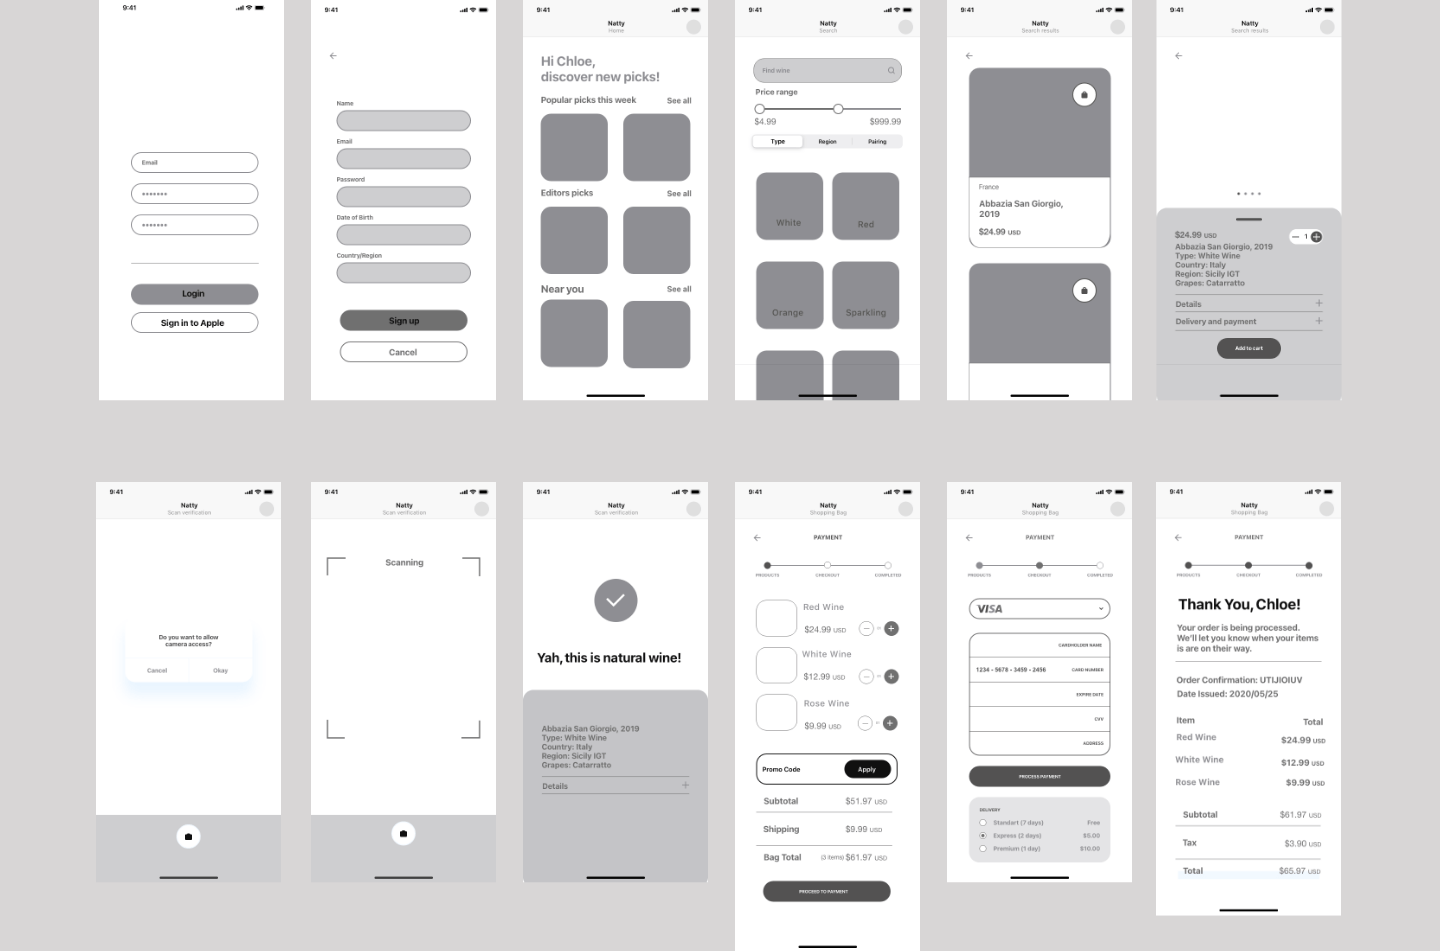 9:41
Email
*******
*******
Login
Sign in to Apple
9:41
Name
Email
Password
Date of Birth
Country/Region
Sign up
Cancel
9:41
Natty
Home
Hi Chloe,
discover new picks!
Popular picks this week See all
Editors picks See all
Near you See all
9:41
Natty
Search
Find wine
Price range
$4.99 $999.99
Type Region Pairing
White Red
Orange Sparkling
9:41
Natty
Search results
France
Abbazia San Giorgio,
2019
$24.99 USD
9:41
Natty
Search results
$24.99 USD
1
Abbazia San Giorgio, 2019
Type: White Wine
Country: Italy
Region: Sicily IGT
Grapes: Catarratto
Details
Delivery and payment
Add to cart
9:41
Natty
Scan verification
Do you want to allow
camera access?
Cancel Okay
9:41
Natty
Scan verification
Scanning
9:41
Natty
Scan verification
Yah, this is natural wine!
Abbazia San Giorgio, 2019
Type: White Wine
Country: Italy
Region: Sicily IGT
Grapes: Catarratto
Details
9:41
Natty
Shopping Bag
PAYMENT
PRODUCTS CHECKOUT COMPLETED
Red Wine
$24.99 USD
White Wine
$12.99 USD
Rose Wine
$9.99 USD
Promo Code Apply
Subtotal $51.97 USD
Shipping $9.99 USD
Bag Total (3 items) $61.97 USD
PROCEED TO PAYMENT
9:41
Natty
Shopping Bag
PAYMENT
PRODUCTS CHECKOUT COMPLETED
VISA
CARDHOLDER NAME
1234 - 5678 - 3459 - 2456 CARD NUMBER
EXPIRE DATE
CVV
ADDRESS
PROCESS PAYMENT
DELIVERY
Standart (7 days) Free
Express (2 days) $5.00
Premium (1 day) $10.00
9:41
Natty
Shopping Bag
PAYMENT
PRODUCTS CHECKOUT COMPLETED
Thank You, Chloe!
Your order is being processed.
We'll let you know when your items
is are on their way.
Order Confirmation: UTIJIOIUV
Date Issued: 2020/05/25
Item Total
Red Wine $24.99 USD
White Wine $12.99 USD
Rose Wine $9.99 USD
Subtotal $61.97 USD
Tax $3.90 USD
Total $65.97 USD